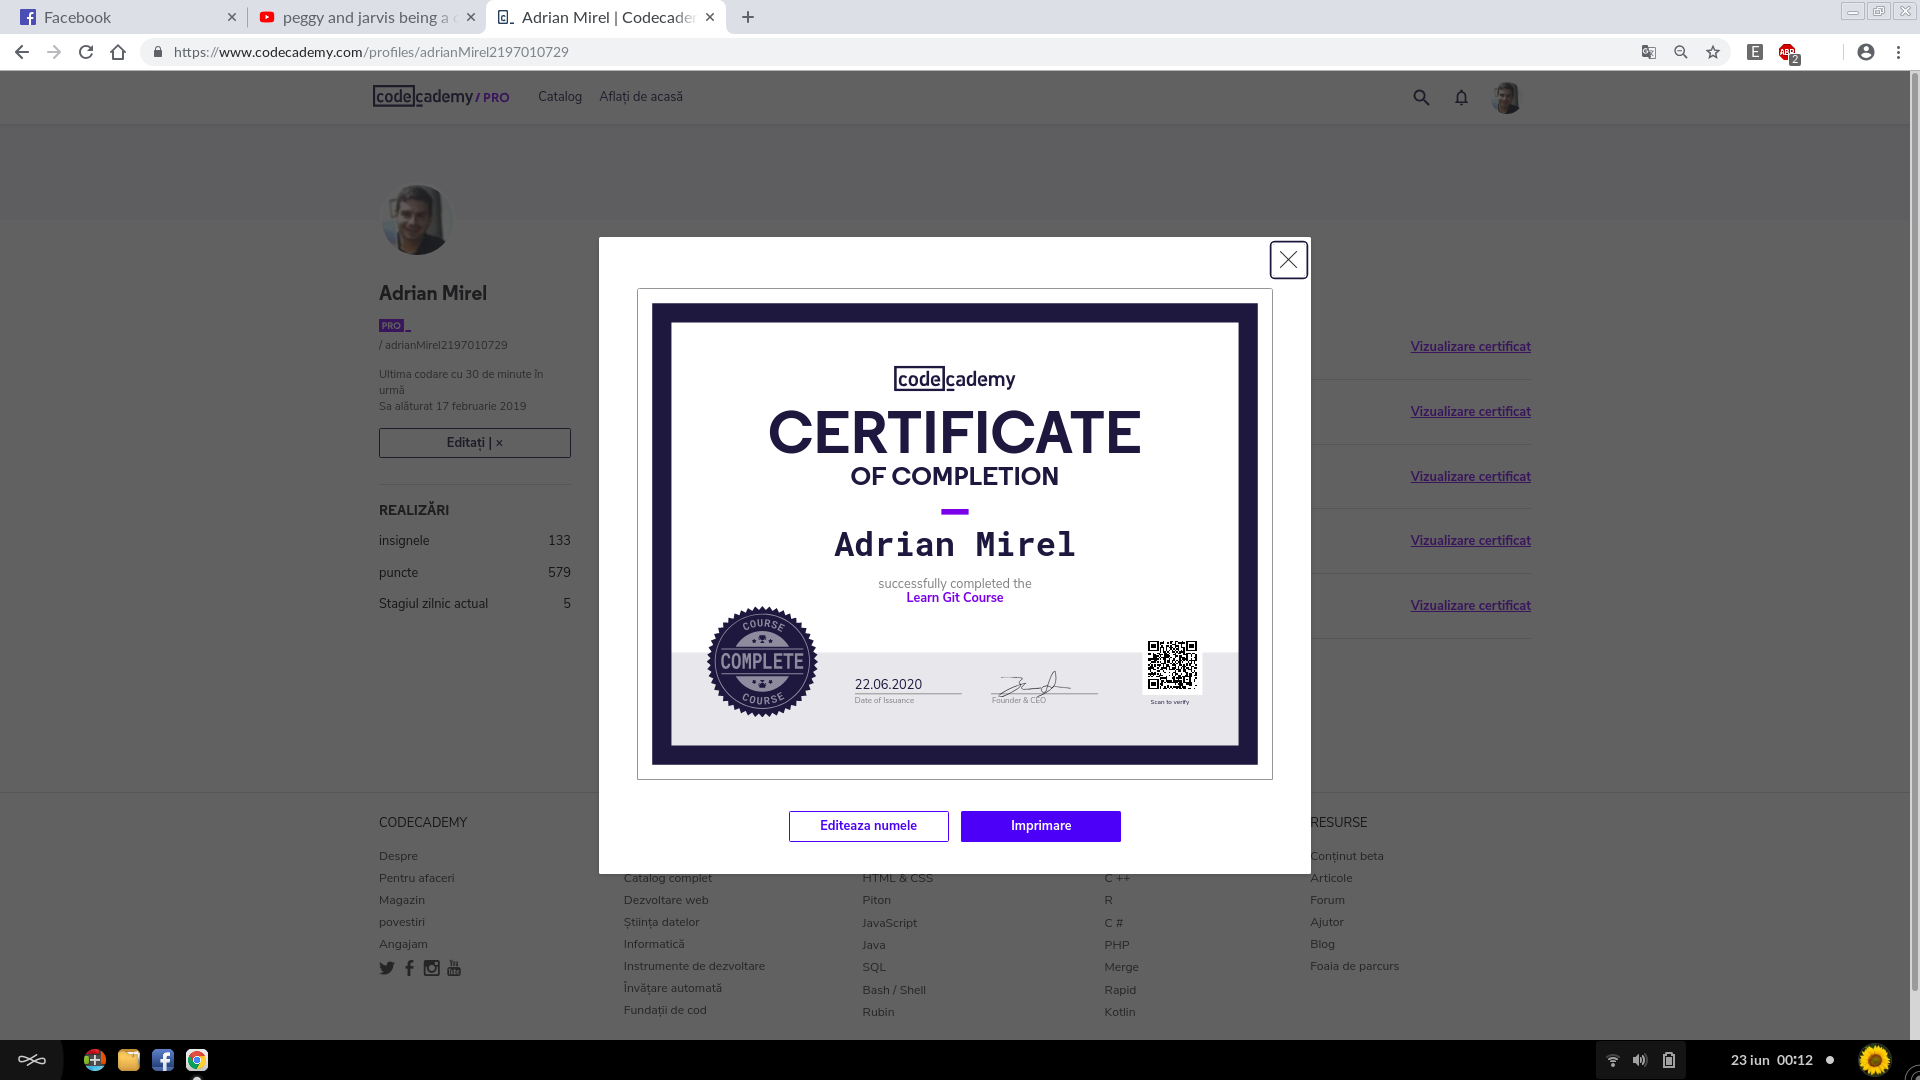 Facebook
peggy and jarvis being a
Adrian Mirel | Codecader
https://www.codecademy.com/profiles/adrianMirel2197010729
E
ABP
2
codecademy / PRO
Catalog
Aflați de acasă
Adrian Mirel
PRO
/ adrianMirel2197010729
Ultima codare cu 30 de minute în
urmă
Sa alăturat 17 februarie 2019
Editați | ×
REALIZĂRI
insignele 133
puncte 579
Stagiul zilnic actual 5
codecademy
CERTIFICATE
OF COMPLETION
Adrian Mirel
successfully completed the
Learn Git Course
COURSE
COMPLETE
COURSE
22.06.2020
Date of Issuance
Founder & CEO
Scan to verify
Editeaza numele
Imprimare
Vizualizare certificat
Vizualizare certificat
Vizualizare certificat
Vizualizare certificat
Vizualizare certificat
CODECADEMY
Despre
Pentru afaceri
Magazin
povestiri
Angajam
You
Tube
Catalog complet
Dezvoltare web
Știința datelor
Informatică
Instrumente de dezvoltare
Învățare automată
Fundații de cod
HTML & CSS
Piton
JavaScript
Java
SQL
Bash / Shell
Rubin
C ++
R
C #
PHP
Merge
Rapid
Kotlin
RESURSE
Conținut beta
Articole
Forum
Ajutor
Blog
Foaia de parcurs
23 iun 00:12